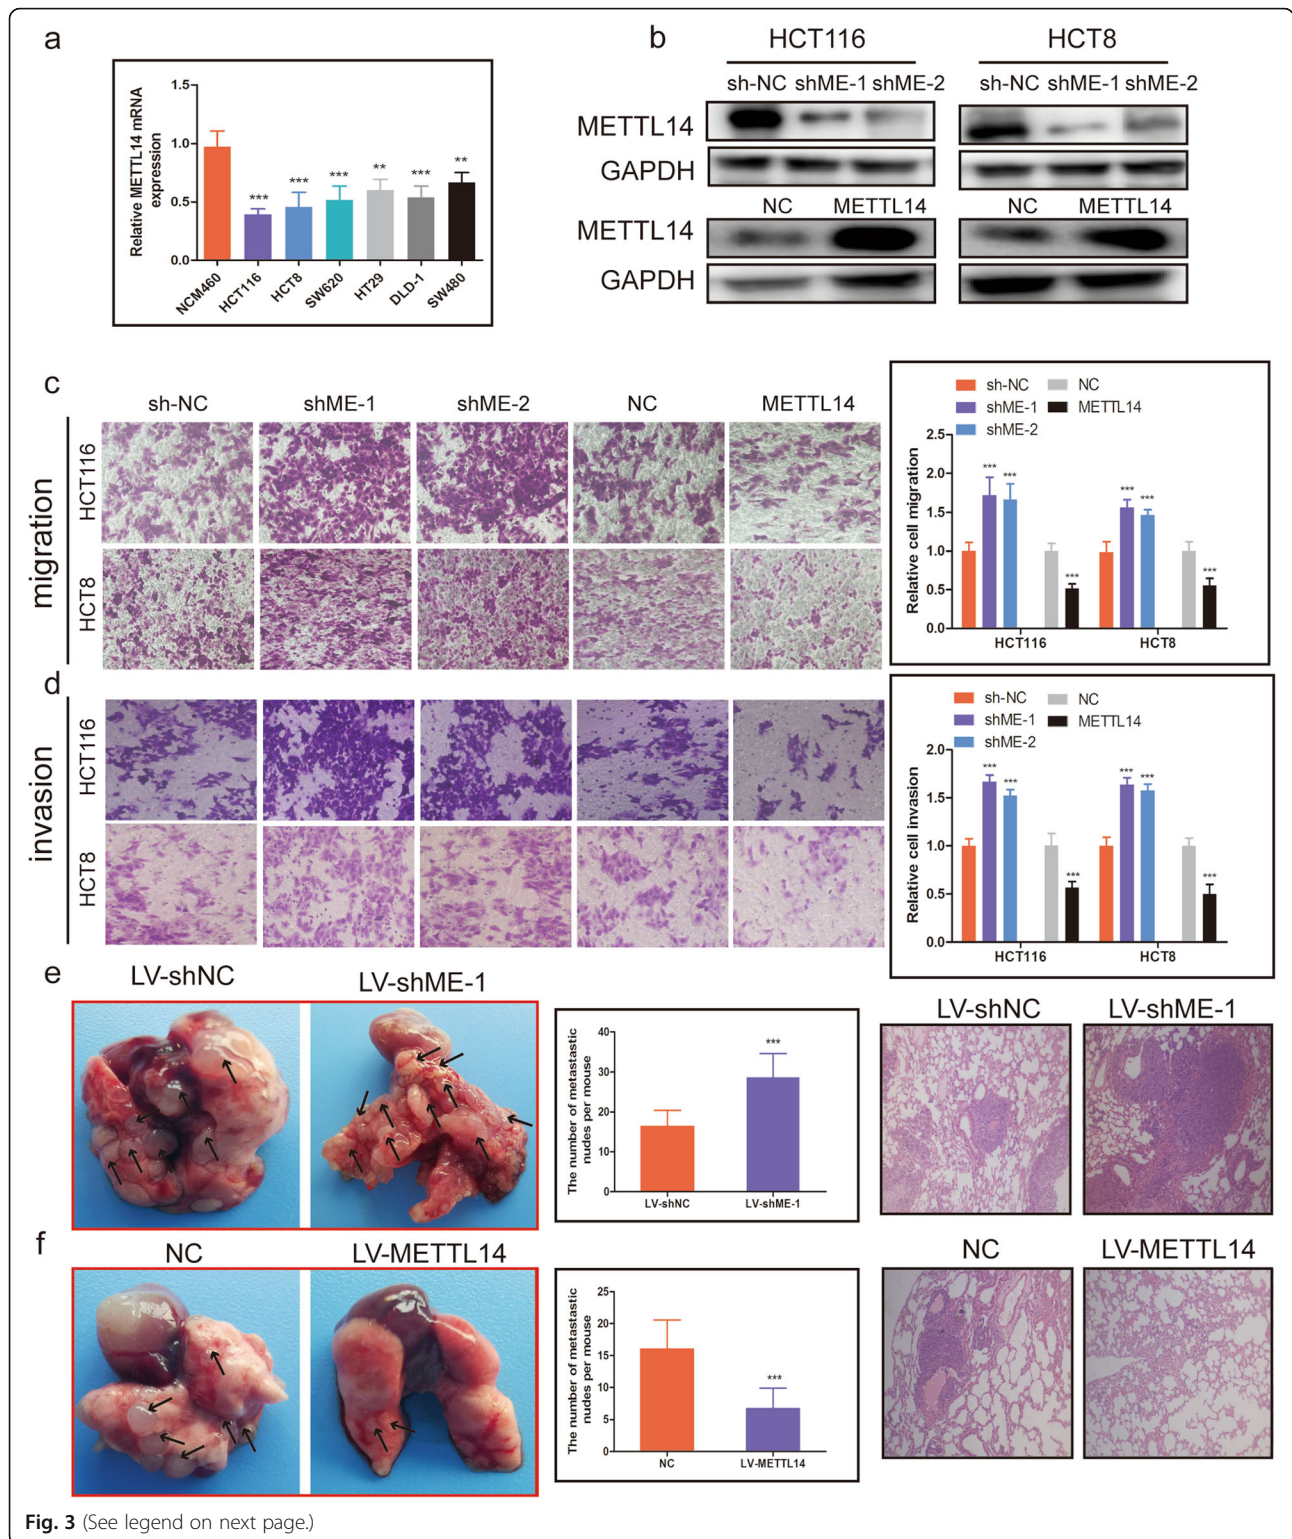 a
Relative METTL14 mRNA
expression
1.5
1.0
0.5
0.0
***
***
***
**
***
**
NCM460
HCT116
HCT8
SW620
HT29
DLD-1
SW480
b
HCT116
HCT8
sh-NC shME-1 shME-2
sh-NC shME-1 shME-2
METTL14
GAPDH
NC METTL14
NC METTL14
METTL14
GAPDH
c
sh-NC
shME-1
shME-2
NC
METTL14
migration
HCT116
HCT8
sh-NC
shME-1
shME-2
NC
METTL14
Relative cell migration
2.5
2.0
1.5
1.0
0.5
0.0
***
***
***
***
***
***
HCT116
HCT8
d
invasion
HCT116
HCT8
sh-NC
shME-1
shME-2
NC
METTL14
Relative cell invasion
2.0
1.5
1.0
0.5
0.0
***
***
***
***
***
***
HCT116
HCT8
e
LV-shNC
LV-shME-1
The number of metastastic
nudes per mouse
40
30
20
10
0
***
LV-shNC
LV-shME-1
LV-shNC
LV-shME-1
f
NC
LV-METTL14
The number of metastastic
nudes per mouse
25
20
15
10
5
0
***
NC
LV-METTL14
NC
LV-METTL14
Fig. 3 (See legend on next page.)